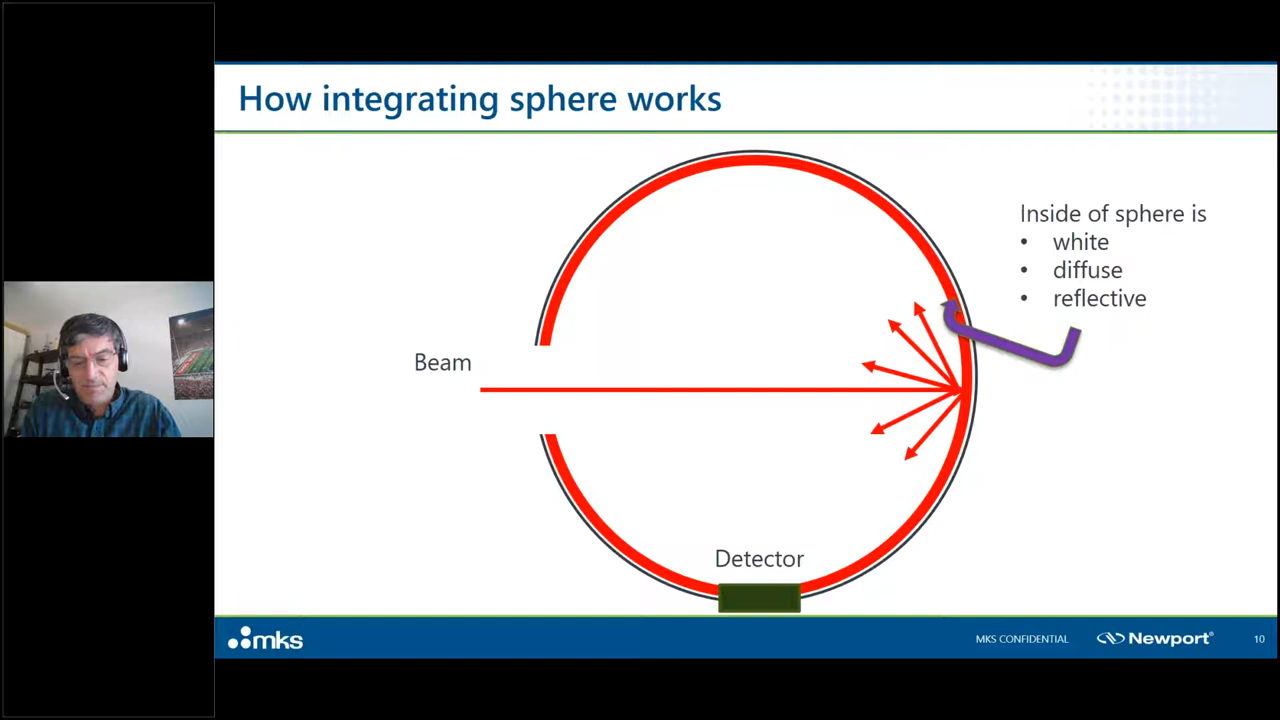 How integrating sphere works
Inside of sphere is
• white
• diffuse
• reflective
Beam
Detector
mks
MKS CONFIDENTIAL
Newport®
10